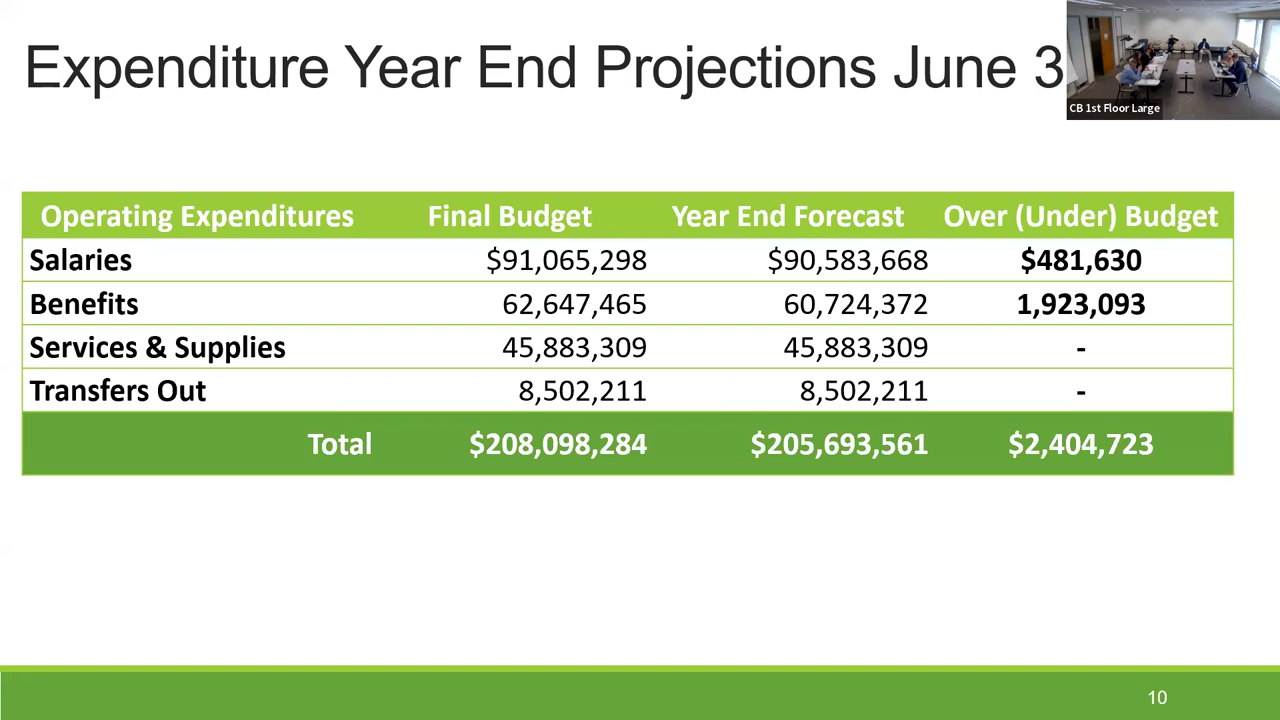 Expenditure Year End Projections June 3
CB 1st Floor Large
Operating Expenditures Final Budget Year End Forecast Over (Under) Budget
Salaries $91,065,298 $90,583,668 $481,630
Benefits 62,647,465 60,724,372 1,923,093
Services & Supplies 45,883,309 45,883,309 -
Transfers Out 8,502,211 8,502,211 -
Total $208,098,284 $205,693,561 $2,404,723
10